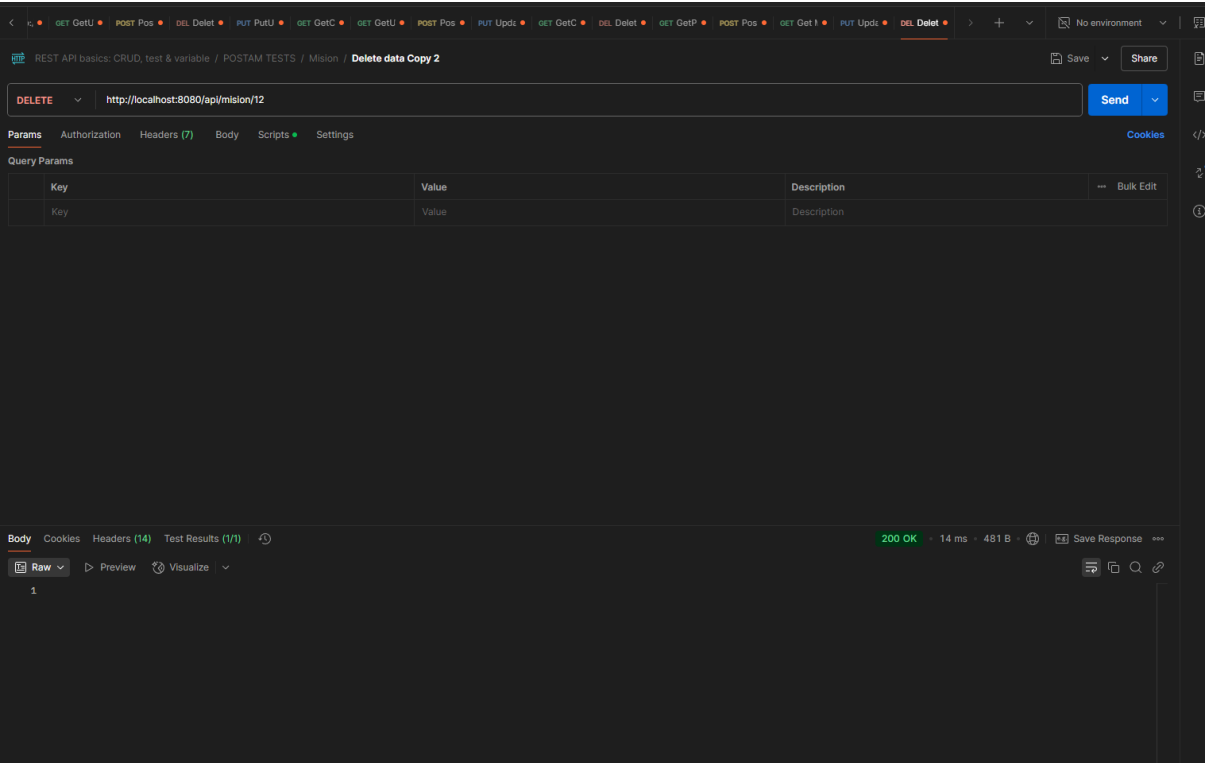 GET GetU POST Pos DEL Delet PUT PutU GET GetC GET GetU POST Pos PUT Upda GET GetC DEL Delet GET GetP POST Pos GET Get PUT Upda DEL Delet No environment
HTTP REST API basics: CRUD, test & variable / POSTAM TESTS / Mision / Delete data Copy 2 Save Share
DELETE http://localhost:8080/api/mision/12 Send
Params Authorization Headers (7) Body Scripts Settings Cookies
Query Params
Key Value Description Bulk Edit
Key Value Description
Body Cookies Headers (14) Test Results (1/1) 200 OK 14 ms 481 B Save Response
Raw Preview Visualize
1